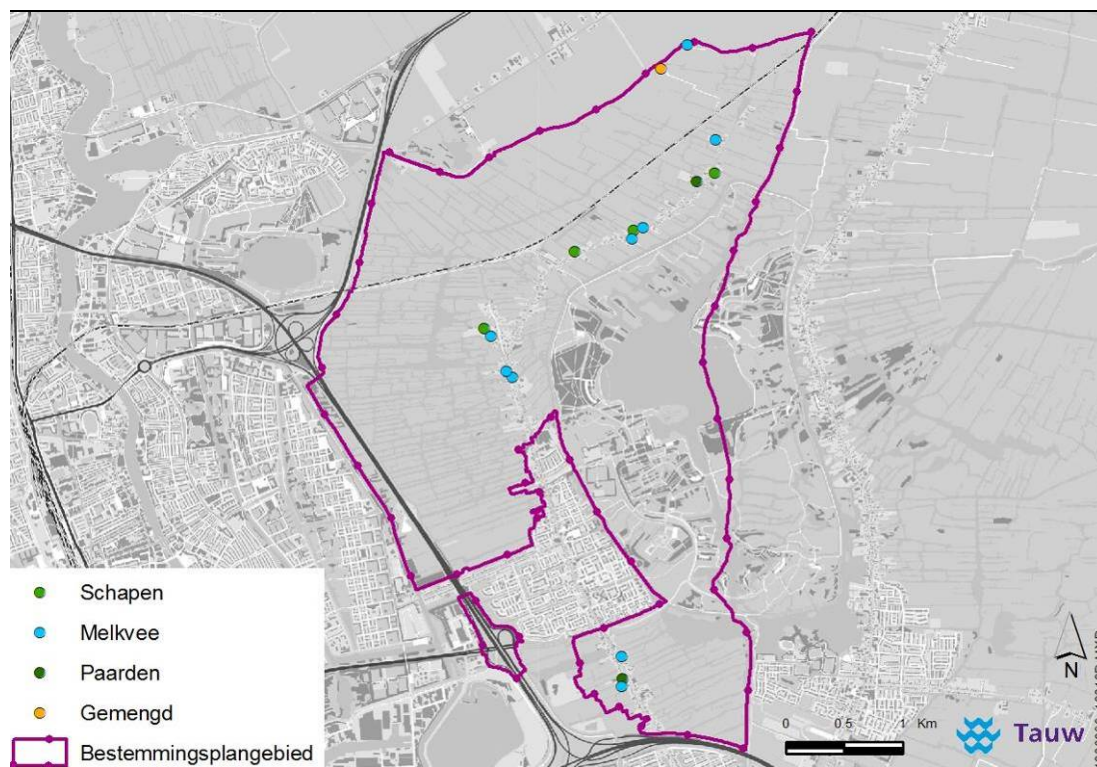 Schapen
Melkvee
Paarden
Gemengd
Bestemmingsplangebied
N
0 0.5 1 Km
Tauw